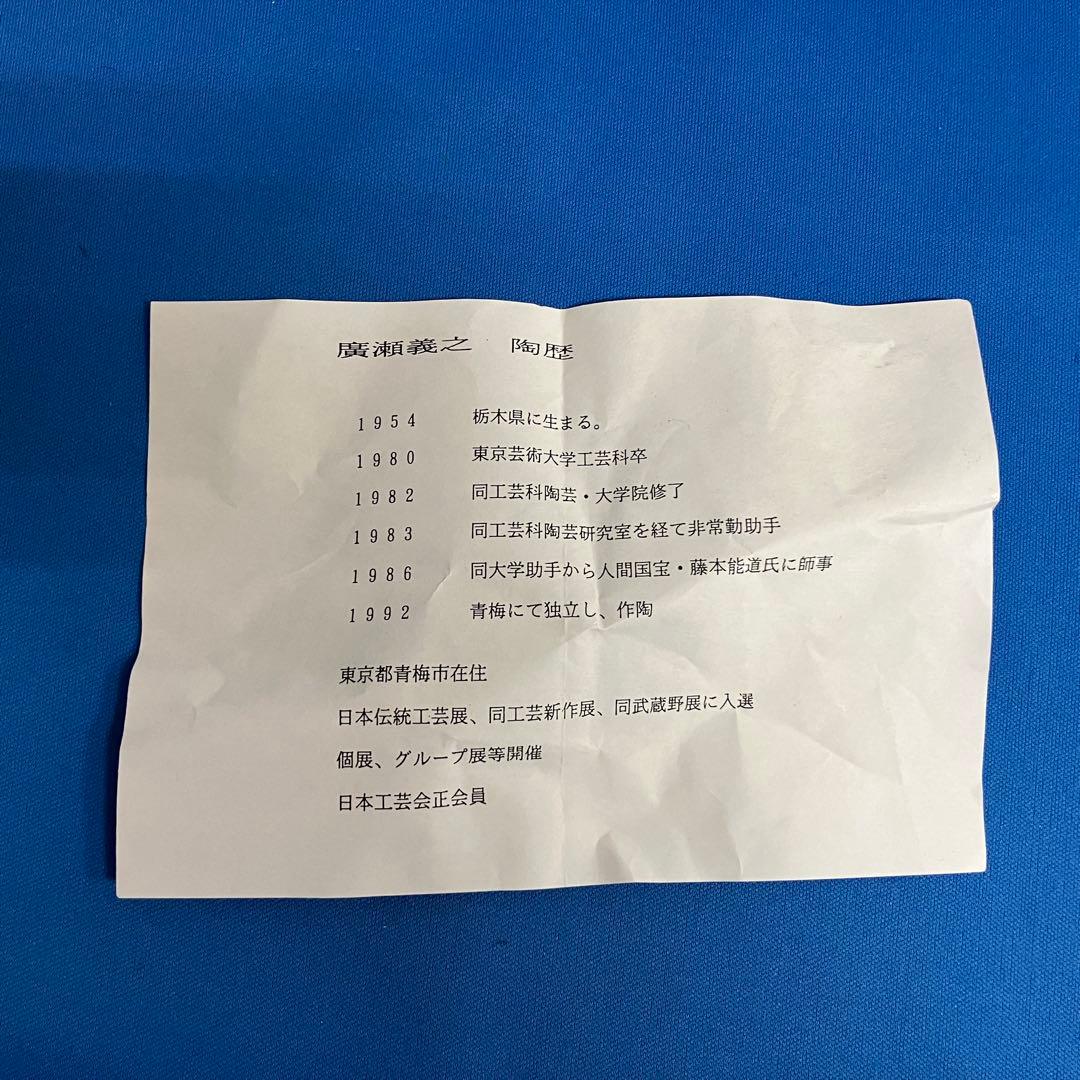 廣瀬義之　陶歴
1954　栃木県に生まる。
1980　東京芸術大学工芸科卒
1982　同工芸科陶芸・大学院修了
1983　同工芸科陶芸研究室を経て非常勤助手
1986　同大学助手から人間国宝・藤本能道氏に師事
1992　青梅にて独立し、作陶
東京都青梅市在住
日本伝統工芸展、同工芸新作展、同武蔵野展に入選
個展、グループ展等開催
日本工芸会正会員